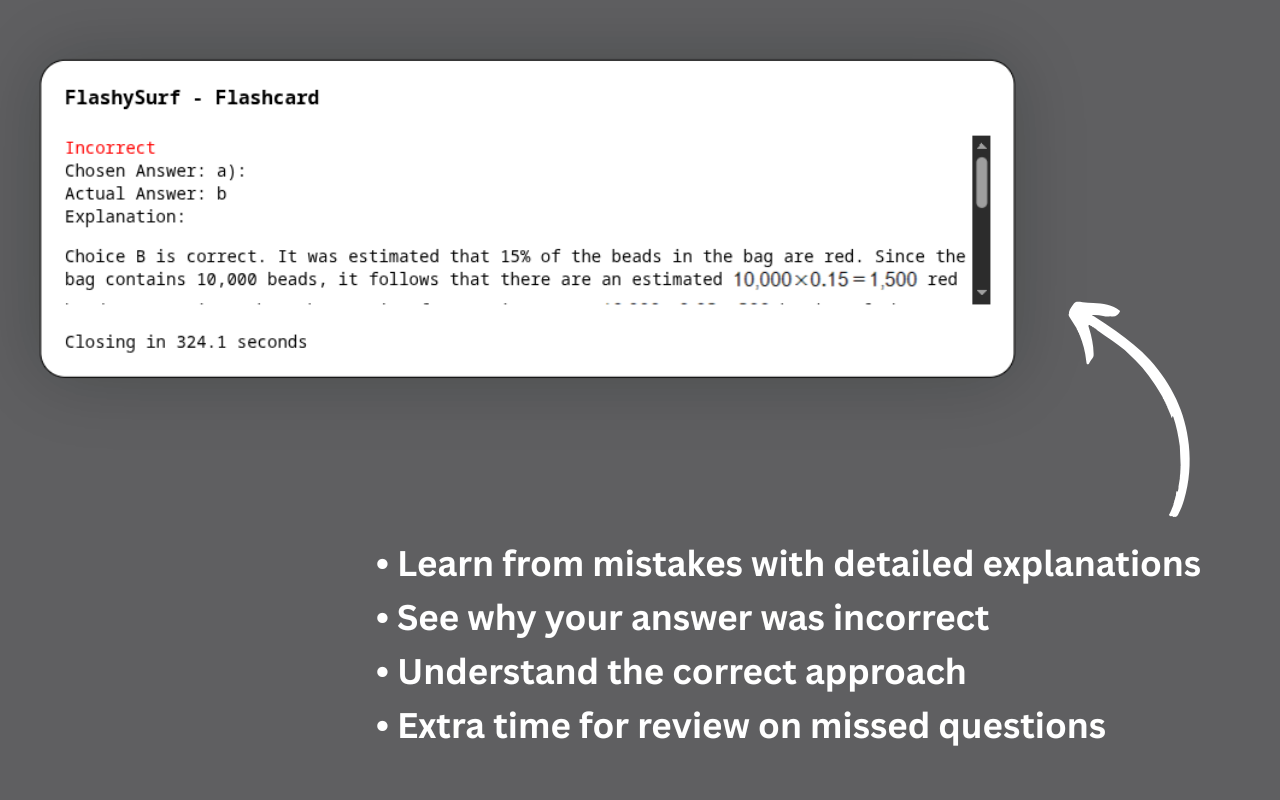 FlashySurf - Flashcard
Incorrect
Chosen Answer: a):
Actual Answer: b
Explanation:
Choice B is correct. It was estimated that 15% of the beads in the bag are red. Since the
bag contains 10,000 beads, it follows that there are an estimated 10,000×0.15=1,500 red
Closing in 324.1 seconds
• Learn from mistakes with detailed explanations
• See why your answer was incorrect
• Understand the correct approach
• Extra time for review on missed questions